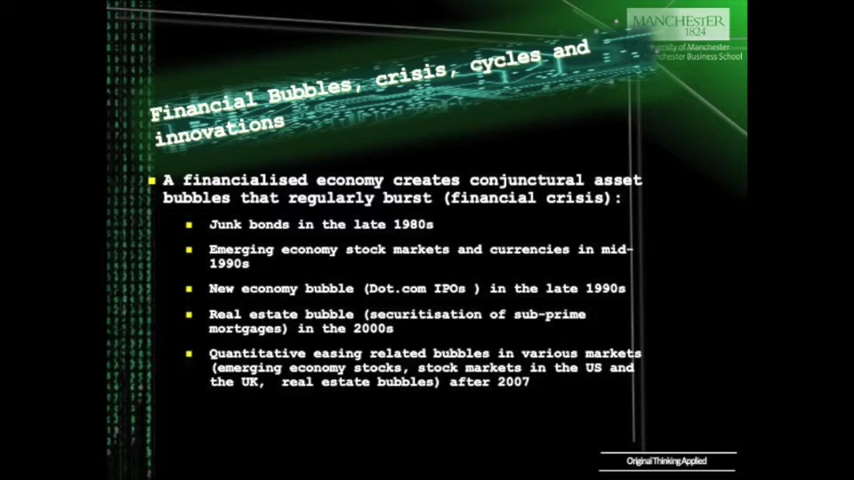 MANCHESTER
1824
University of Manchester
Manchester Business School
Financial Bubbles, crisis, cycles and
innovations
A financialised economy creates conjunctural asset
bubbles that regularly burst (financial crisis):
Junk bonds in the late 1980s
Emerging economy stock markets and currencies in mid-
1990s
New economy bubble (Dot.com IPOs ) in the late 1990s
Real estate bubble (securitisation of sub-prime
mortgages) in the 2000s
Quantitative easing related bubbles in various markets
(emerging economy stocks, stock markets in the US and
the UK,  real estate bubbles) after 2007
Original Thinking Applied